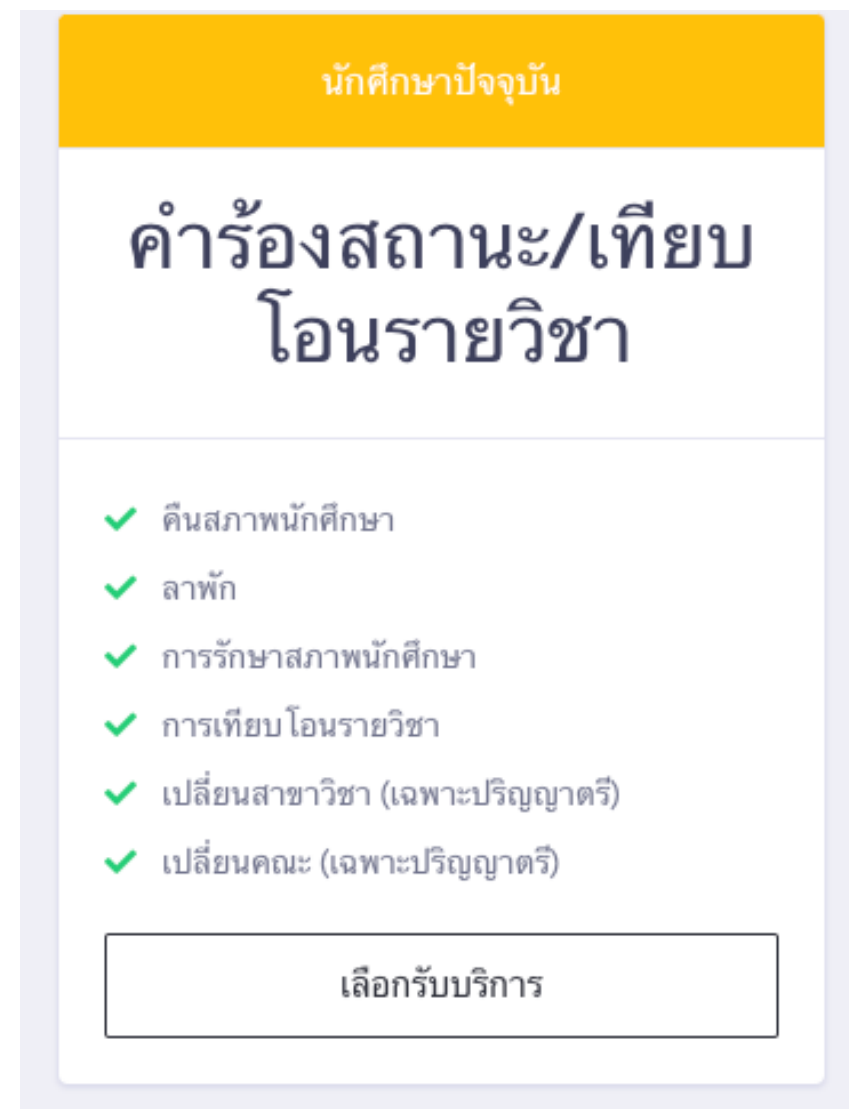 นักศึกษาปัจจุบัน
คำร้องสถานะ/เทียบ
โอนรายวิชา
คืนสภาพนักศึกษา
ลาพัก
การรักษาสภาพนักศึกษา
การเทียบโอนรายวิชา
เปลี่ยนสาขาวิชา (เฉพาะปริญญาตรี)
เปลี่ยนคณะ (เฉพาะปริญญาตรี)
เลือกรับบริการ